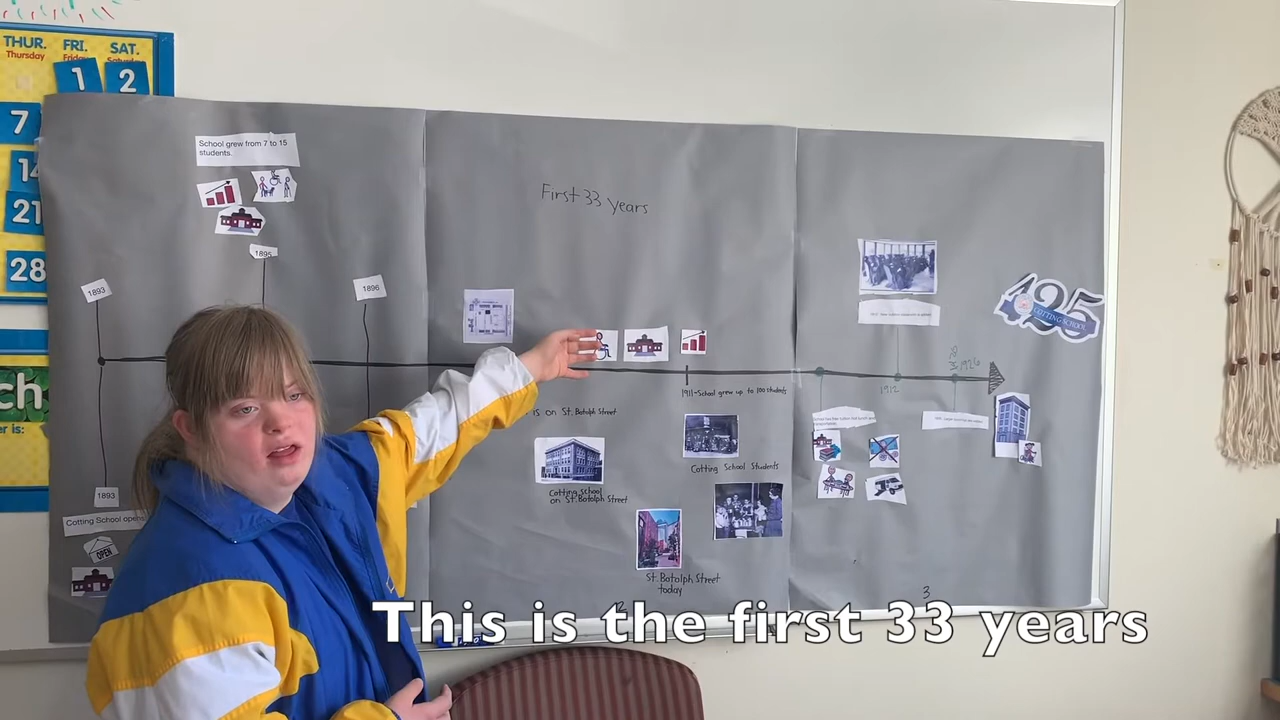 THUR. FRI. SAT.
Thursday
1 2
7
14
21
28
ch
School grew from 7 to 15
students.
First 33 years
1893
1895
1896
1911-School grew up to 100 students
is on St. Botolph Street
Cotting School
on St. Botolph Street
Cotting School Students
St. Botolph Street
today
1912
1926
125
COTTING SCHOOL
1893
Cotting School opens
OPEN
3
This is the first 33 years